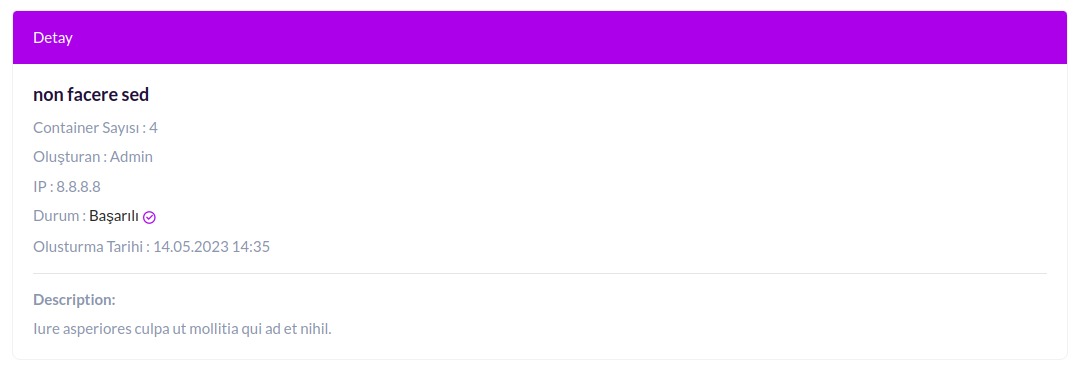 Detay
non facere sed
Container Sayısı : 4
Oluşturan : Admin
IP : 8.8.8.8
Durum : Başarılı
Olusturma Tarihi : 14.05.2023 14:35
Description:
Iure asperiores culpa ut mollitia qui ad et nihil.